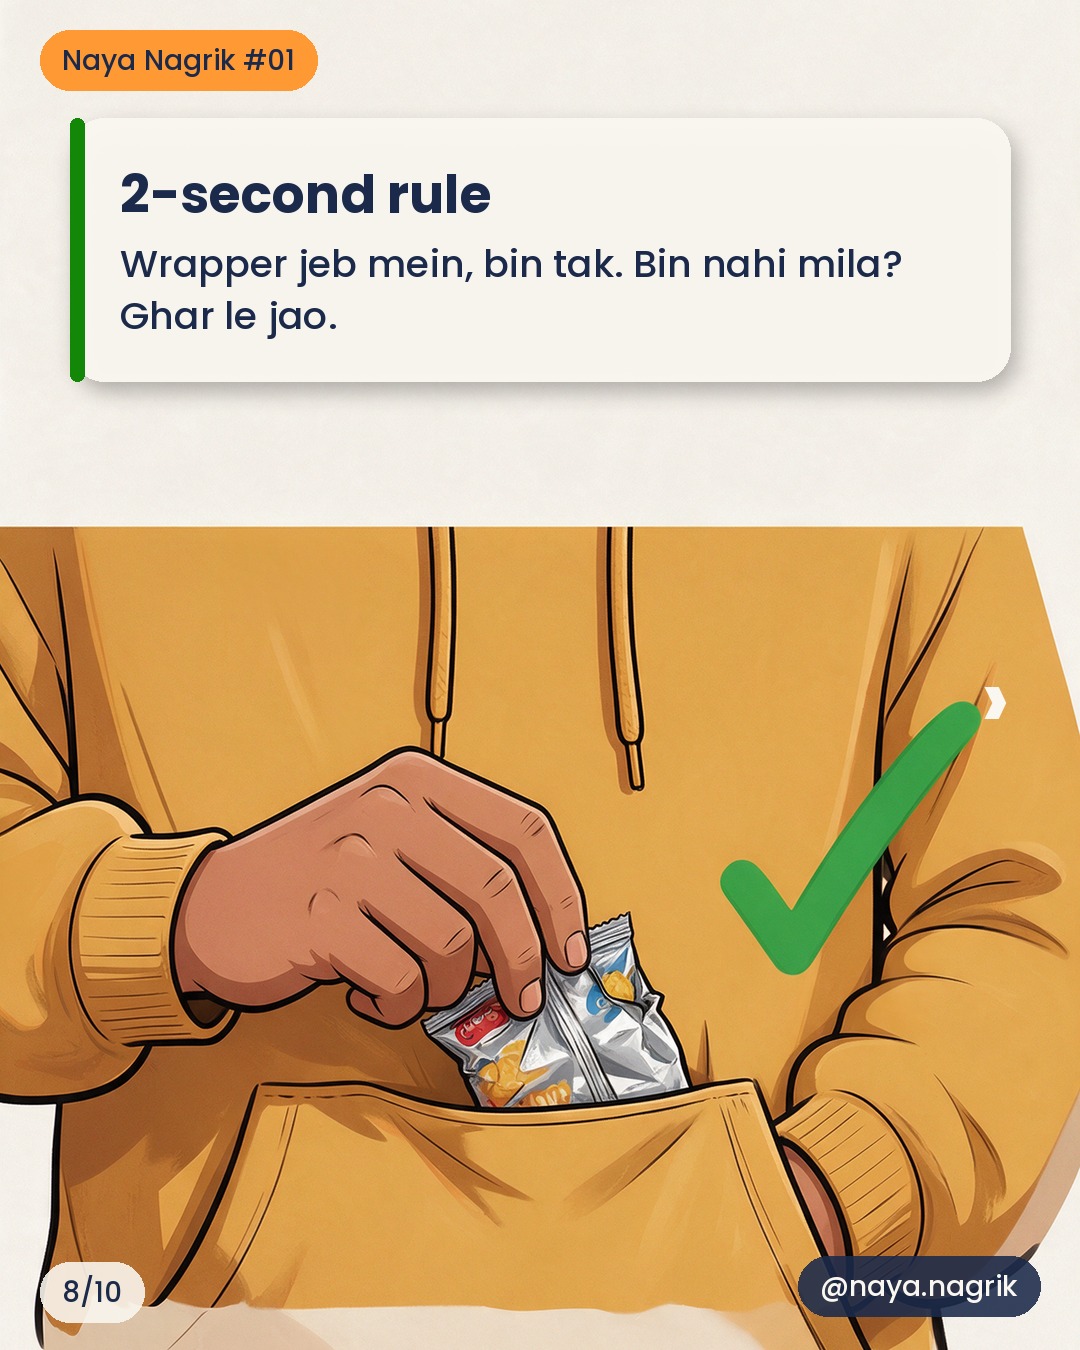 Naya Nagrik #01
2-second rule
Wrapper jeb mein, bin tak. Bin nahi mila?
Ghar le jao.
8/10
@naya.nagrik